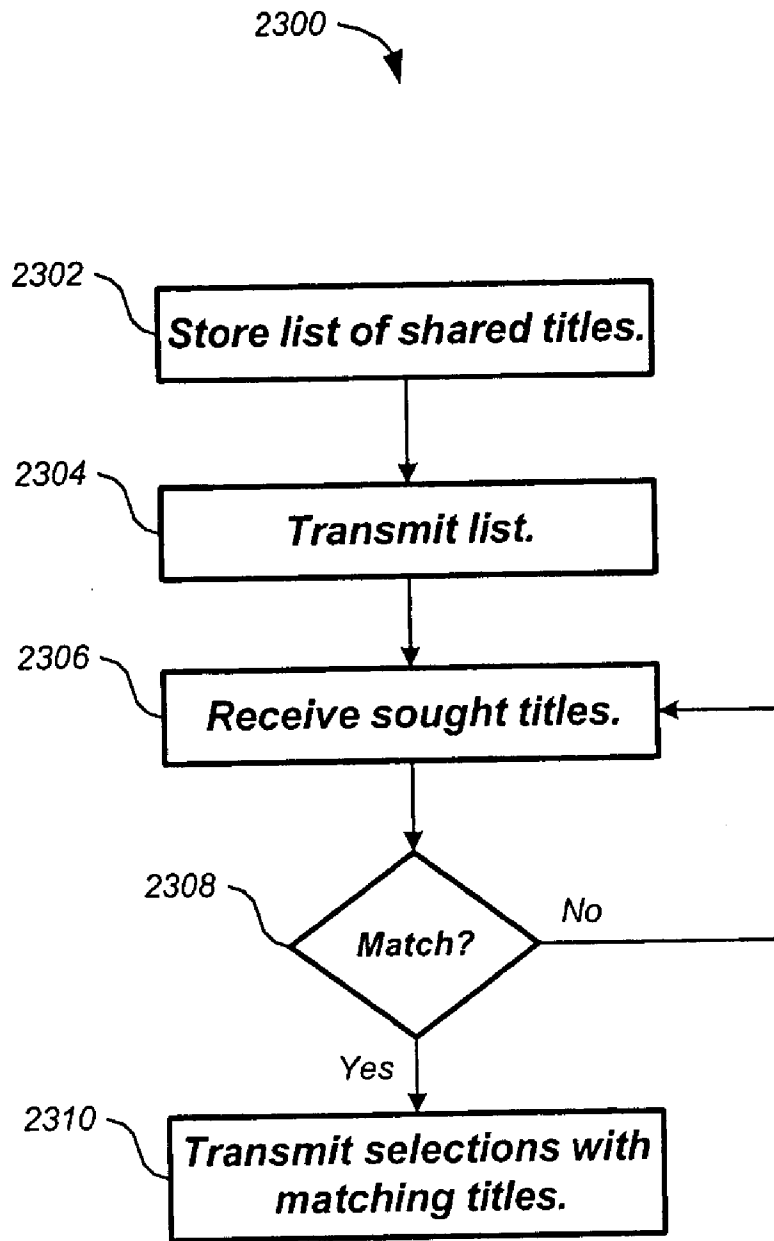 2300
2302
Store list of shared titles.
2304
Transmit list.
2306
Receive sought titles.
2308
Match?
No
Yes
2310
Transmit selections with
matching titles.